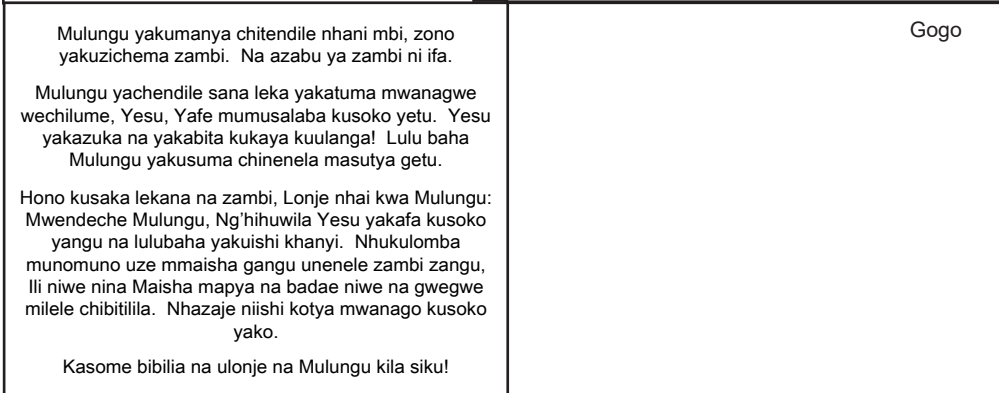 Mulungu yakumanya chitendile nhani mbi, zono
yakuzichema zambi. Na azabu ya zambi ni ifa.
Mulungu yachendile sana leka yakatuma mwanagwe
wechilume, Yesu, Yafe mumusalaba kusoko yetu. Yesu
yakazuka na yakabita kukaya kuulanga! Lulu baha
Mulungu yakusuma chinenela masutya getu.
Hono kusaka lekana na zambi, Lonje nhai kwa Mulungu:
Mwendeche Mulungu, Ng'hihuwila Yesu yakafa kusoko
yangu na lulubaha yakuishi khanyi. Nhukulomba
munomuno uze mmaisha gangu unenele zambi zangu,
Ili niwe nina Maisha mapya na badae niwe na gwegwe
milele chibitilila. Nhazaje niishi kotya mwanago kusoko
yako.
Kasome bibilia na ulonje na Mulungu kila siku!
Gogo